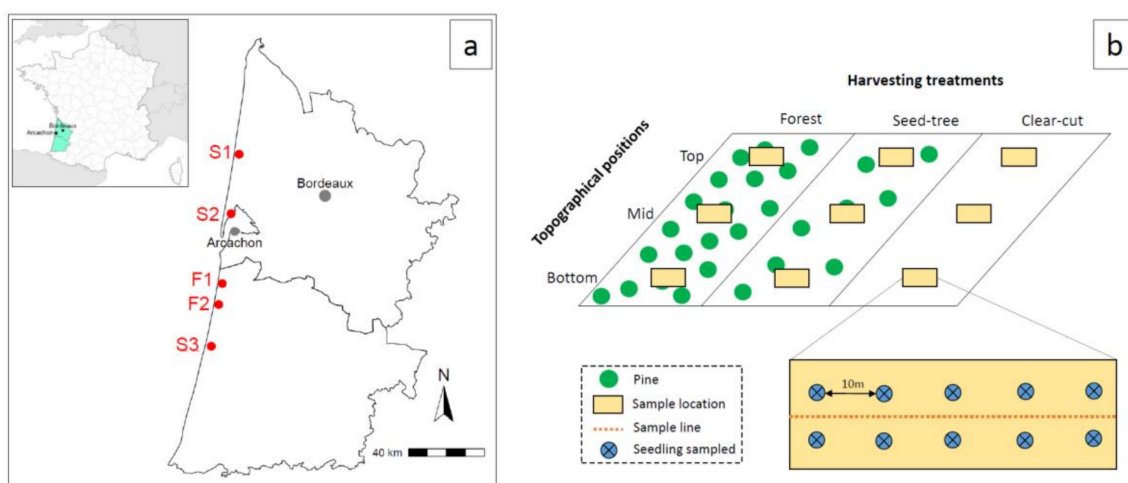 a
Bordeaux
Arcachon
S1
Bordeaux
S2
Arcachon
F1
F2
S3
N
40 km
b
Harvesting treatments
Forest
Seed-tree
Clear-cut
Topographical positions
Top
Mid
Bottom
10m
Pine
Sample location
Sample line
Seedling sampled